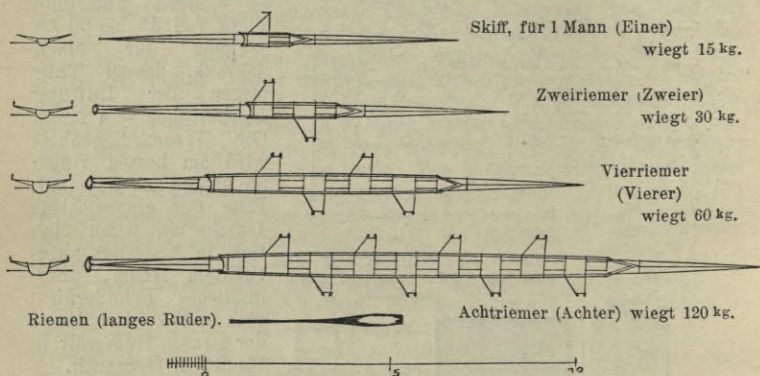 Skiff, für 1 Mann (Einer)
wiegt 15 kg.
Zweiriemer (Zweier)
wiegt 30 kg.
Vierriemer
(Vierer)
wiegt 60 kg.
Achtriemer (Achter) wiegt 120 kg.
Riemen (langes Ruder).
0 5 10